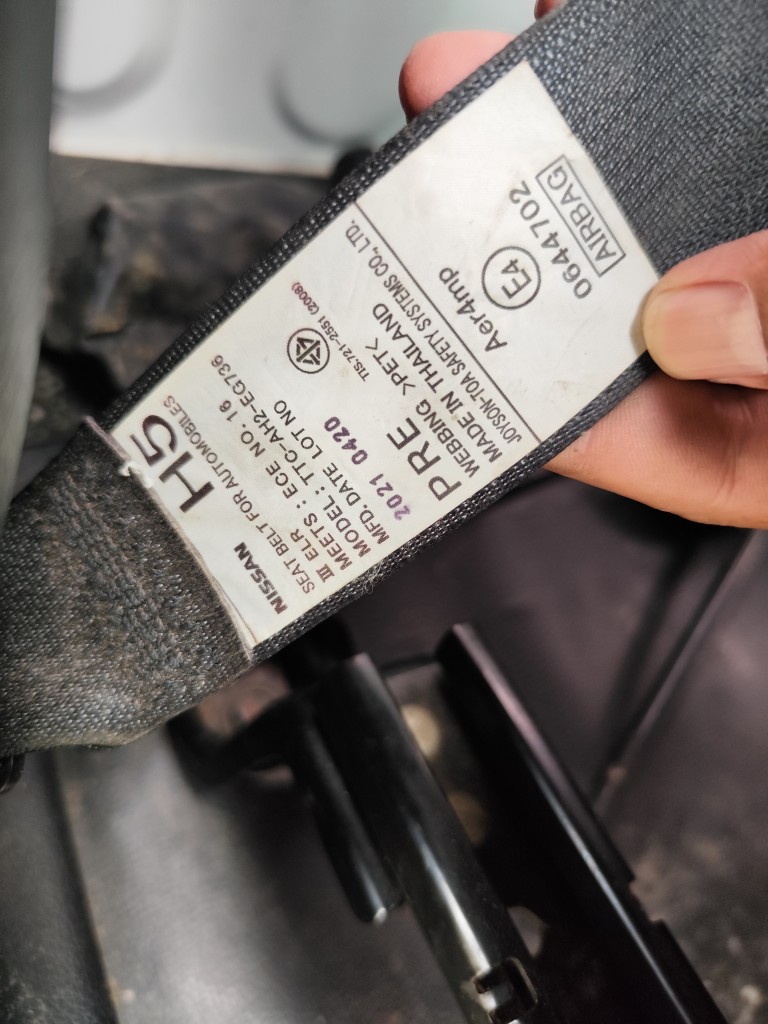 NISSAN
H5
SEAT BELT FOR AUTOMOBILES
III ELR
MEETS : ECE NO. 16
MODEL : TTC-AH2-EG736
MFD. DATE LOT NO
2021 0420
TIS.721-2551 (2008)
PRE
WEBBING >PET<
MADE IN THAILAND
JOYSON-TOA SAFETY SYSTEMS CO.,LTD.
Aer4mp
E4
0644702
AIRBAG